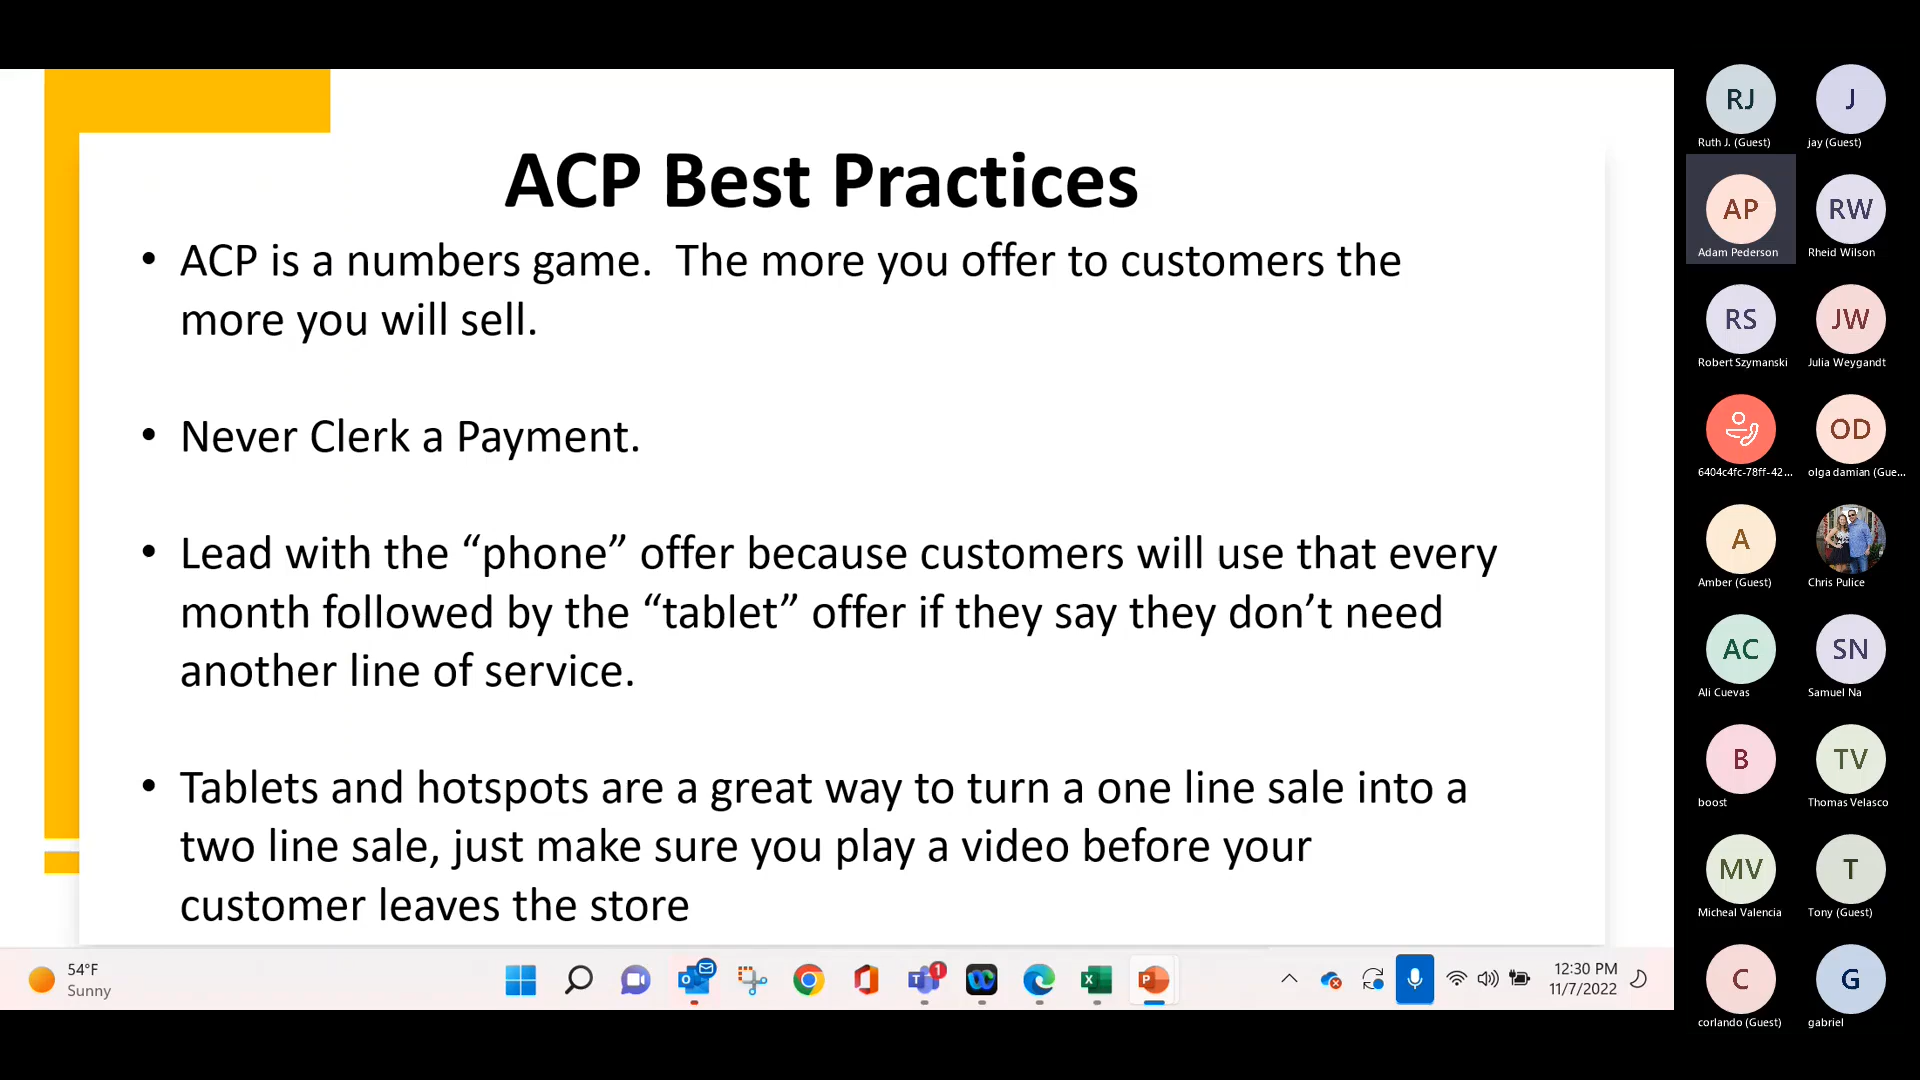 ACP Best Practices
• ACP is a numbers game.  The more you offer to customers the
more you will sell.
• Never Clerk a Payment.
• Lead with the “phone” offer because customers will use that every
month followed by the “tablet” offer if they say they don’t need
another line of service.
• Tablets and hotspots are a great way to turn a one line sale into a
two line sale, just make sure you play a video before your
customer leaves the store
54°F
Sunny
1
12:30 PM
11/7/2022
RJ
Ruth J. (Guest)
J
jay (Guest)
AP
Adam Pederson
RW
Rheid Wilson
RS
Robert Szymanski
JW
Julia Weygandt
6404c4fc-78ff-42...
OD
olga damian (Gue...
A
Amber (Guest)
Chris Pulice
AC
Ali Cuevas
SN
Samuel Na
B
boost
TV
Thomas Velasco
MV
Micheal Valencia
T
Tony (Guest)
C
corlando (Guest)
G
gabriel